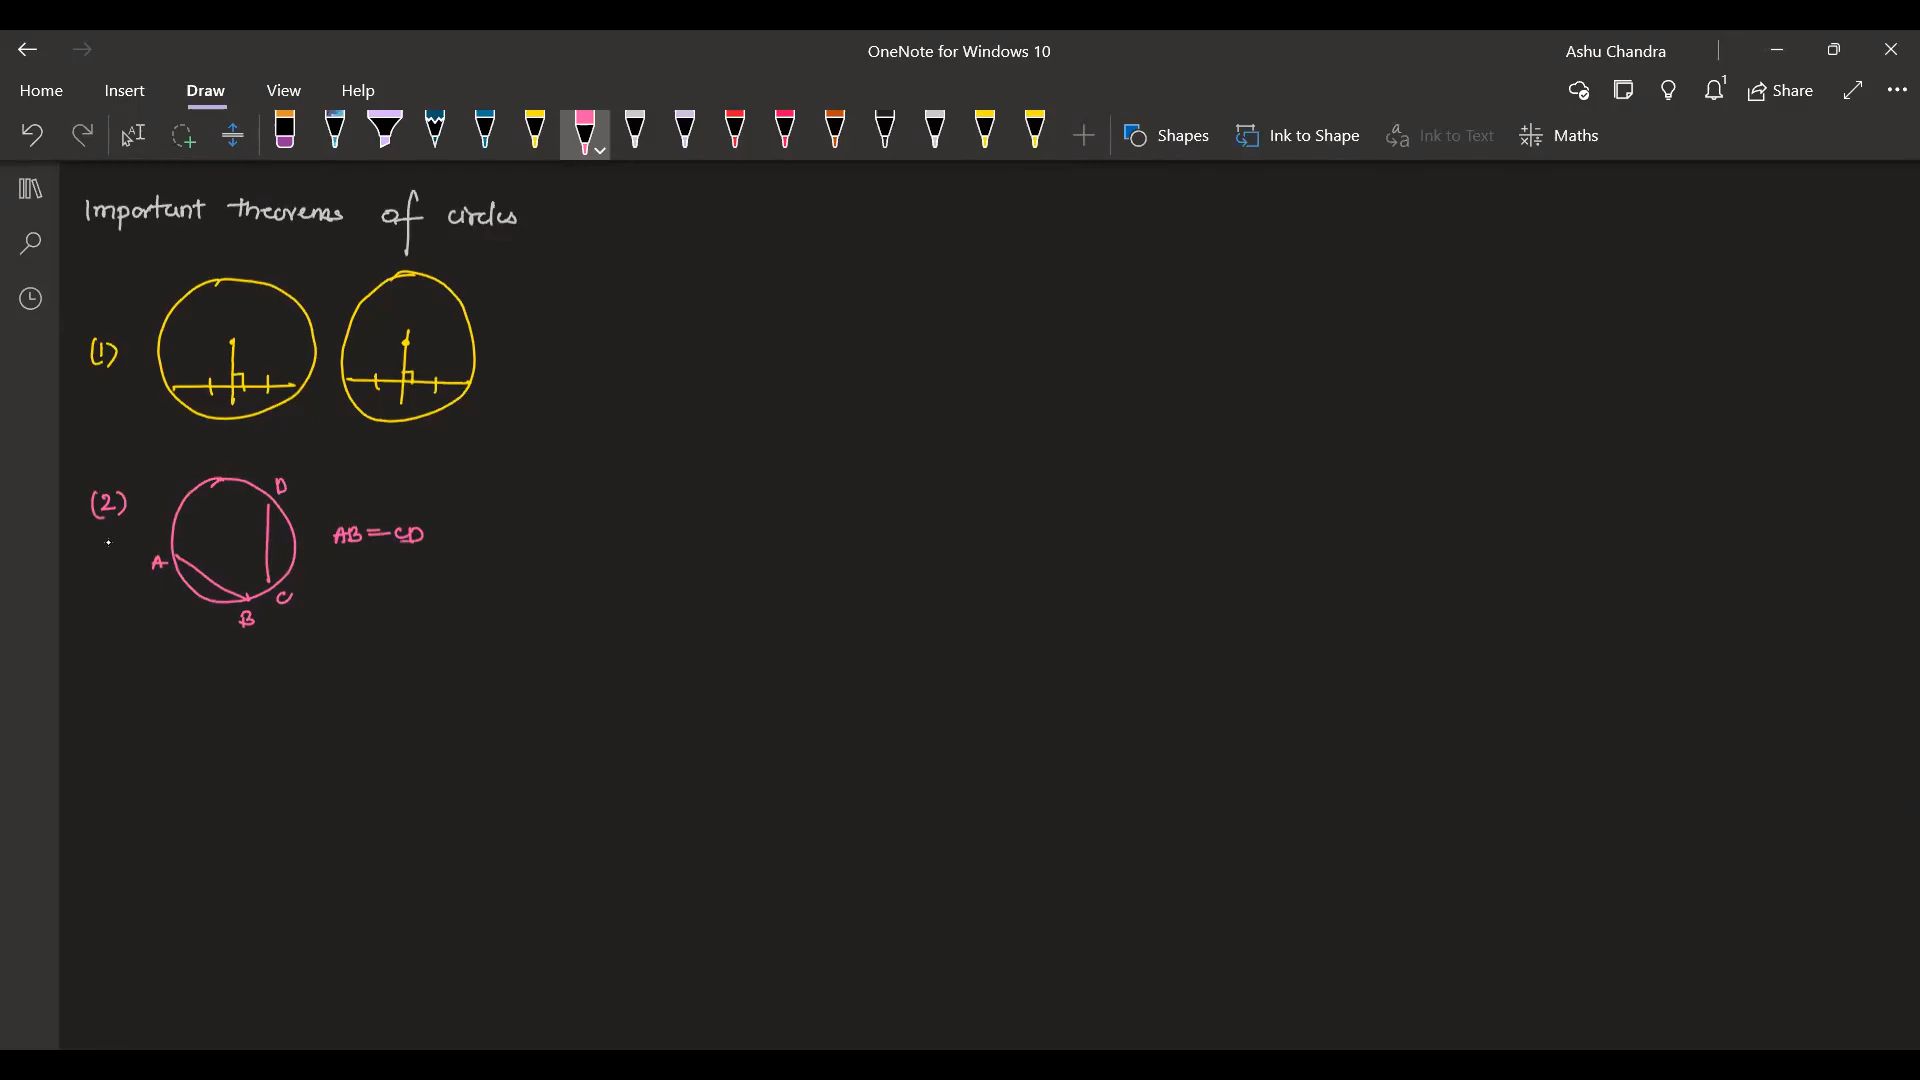 OneNote for Windows 10
Ashu Chandra
Home Insert Draw View Help
1
Share
Shapes Ink to Shape Ink to Text Maths
Important theorems of circles
(1)
(2)
D
AB = CD
A
C
B